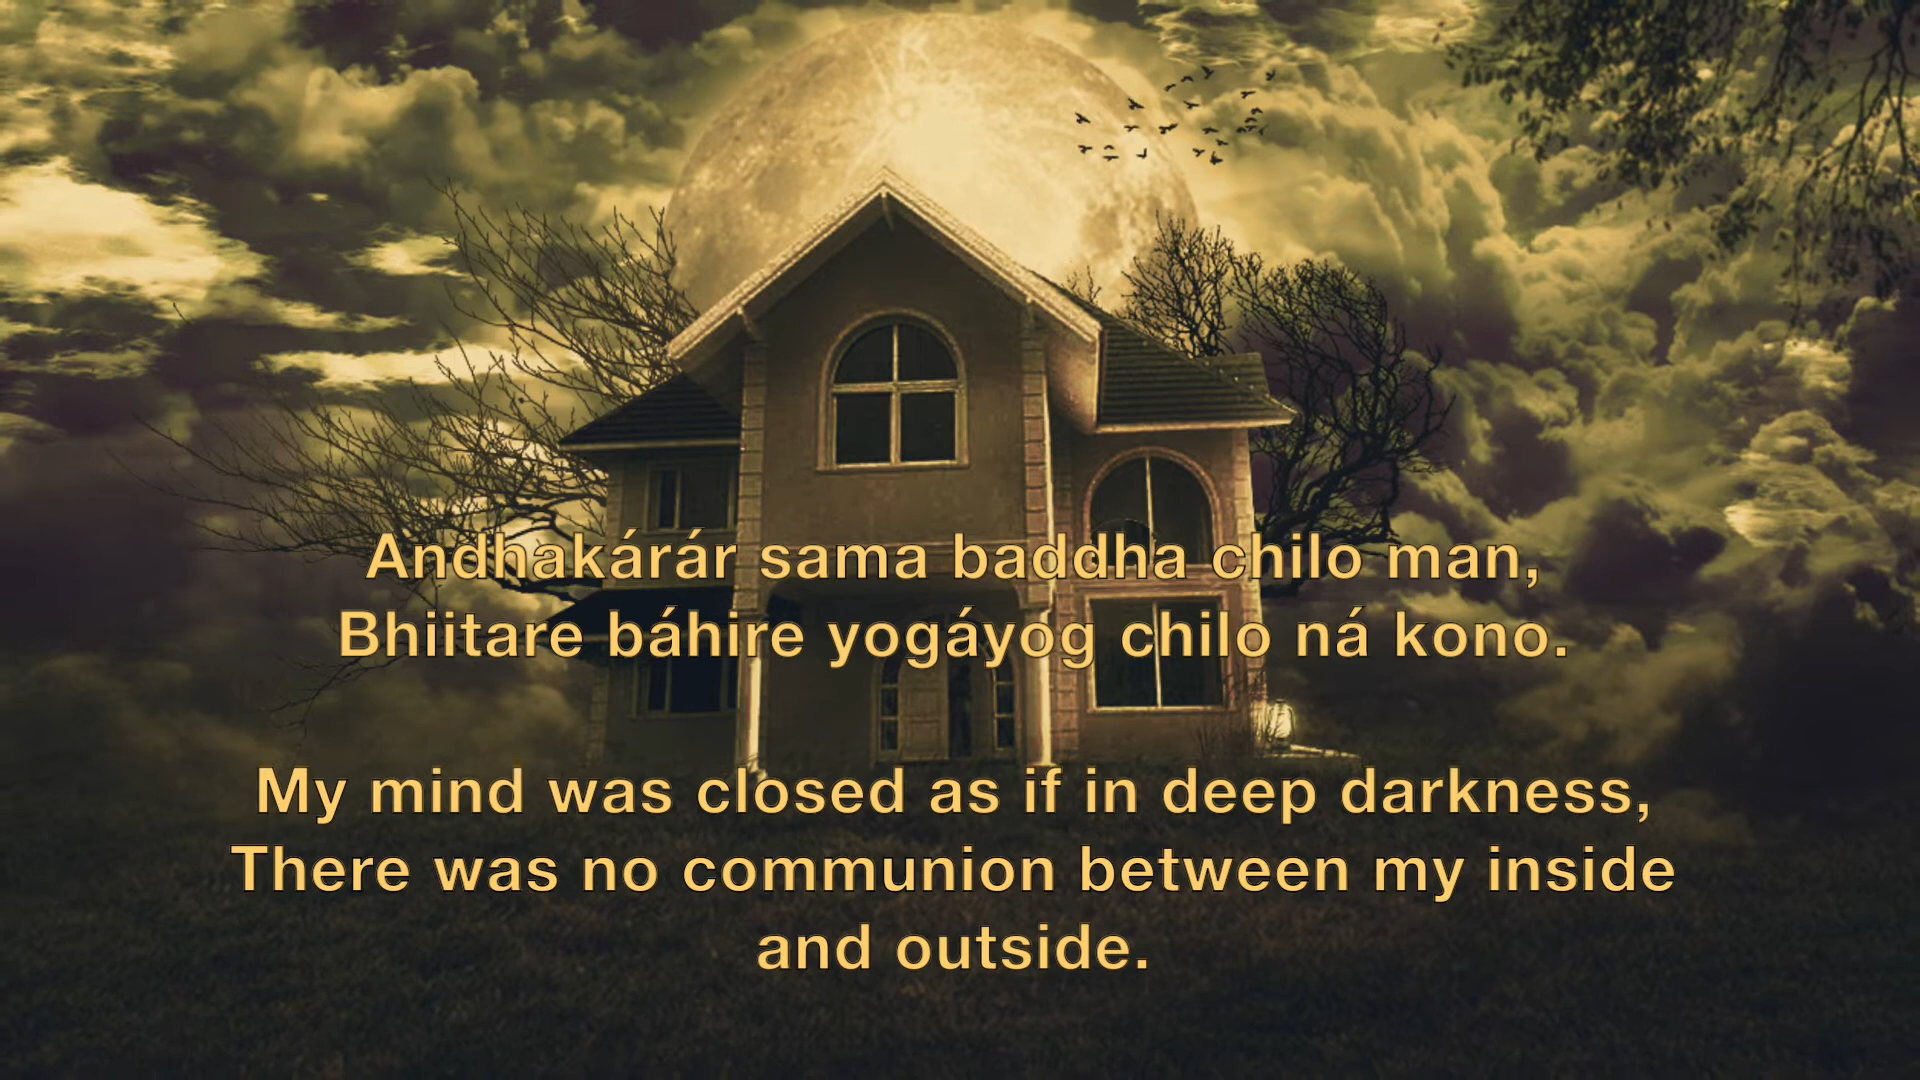 Andhakárár sama baddha chilo man,
Bhiitare báhire yogáyog chilo ná kono.
My mind was closed as if in deep darkness,
There was no communion between my inside
and outside.